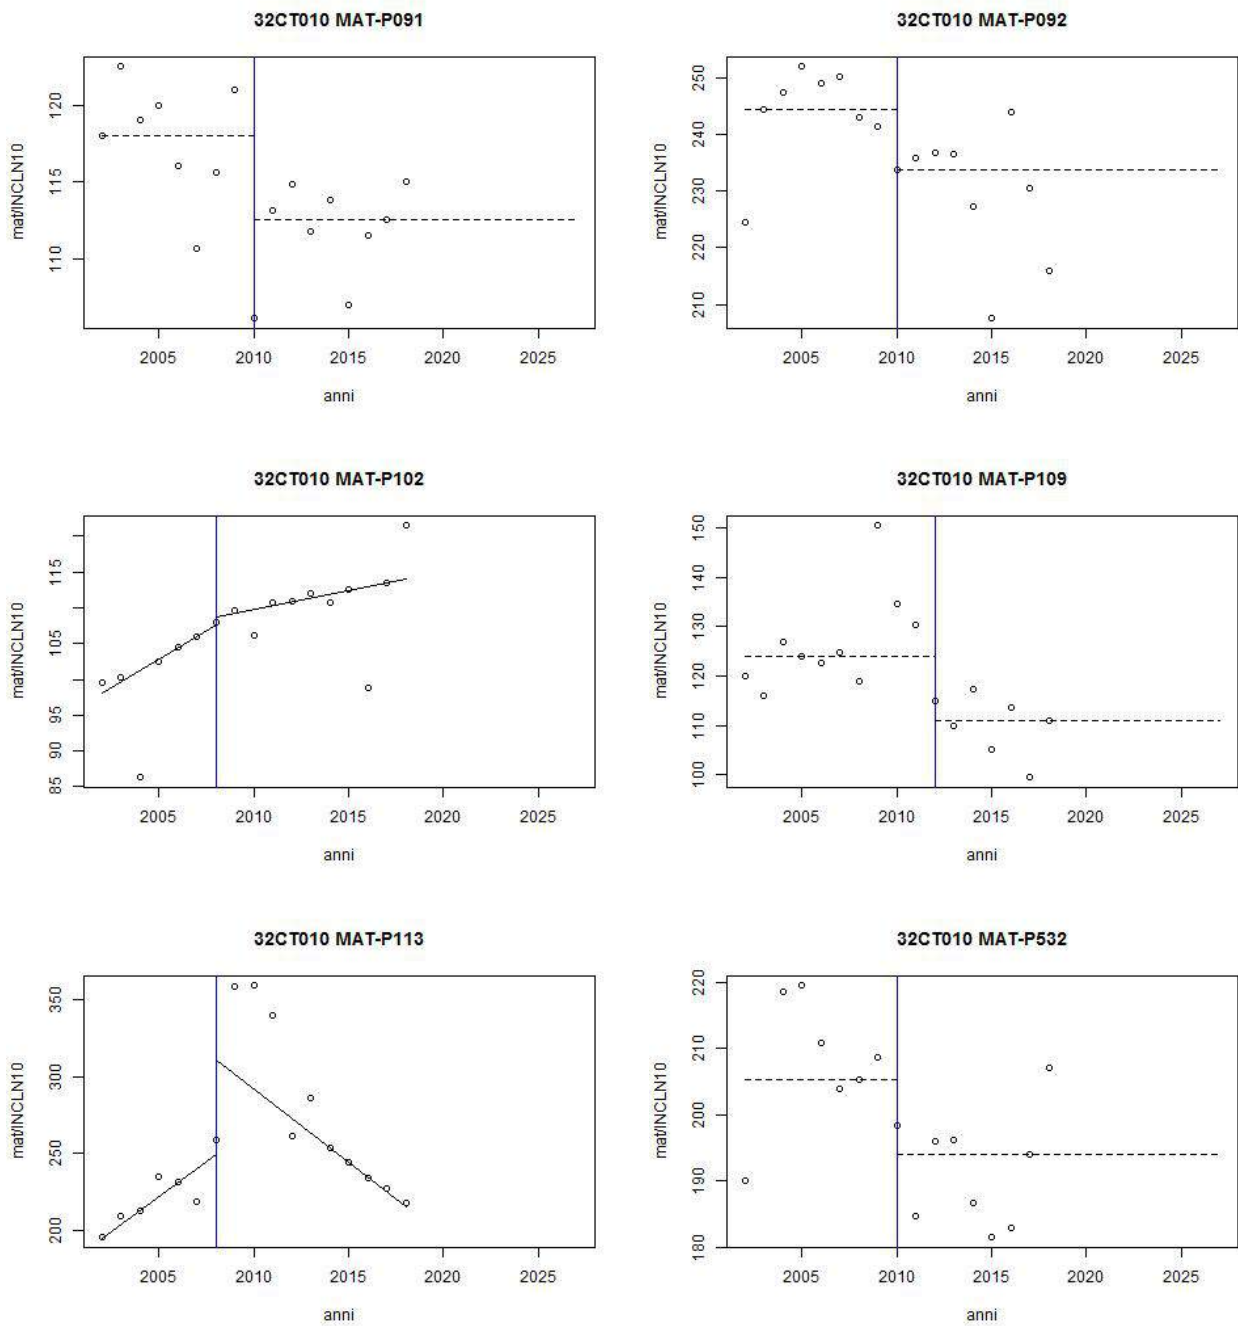 32CT010 MAT-P091
mat/INCLN10
120
115
110
2005 2010 2015 2020 2025
anni
32CT010 MAT-P092
mat/INCLN10
250
240
230
220
210
2005 2010 2015 2020 2025
anni
32CT010 MAT-P102
mat/INCLN10
115
105
95
90
85
2005 2010 2015 2020 2025
anni
32CT010 MAT-P109
mat/INCLN10
150
140
130
120
110
100
2005 2010 2015 2020 2025
anni
32CT010 MAT-P113
mat/INCLN10
350
300
250
200
2005 2010 2015 2020 2025
anni
32CT010 MAT-P532
mat/INCLN10
220
210
200
190
180
2005 2010 2015 2020 2025
anni